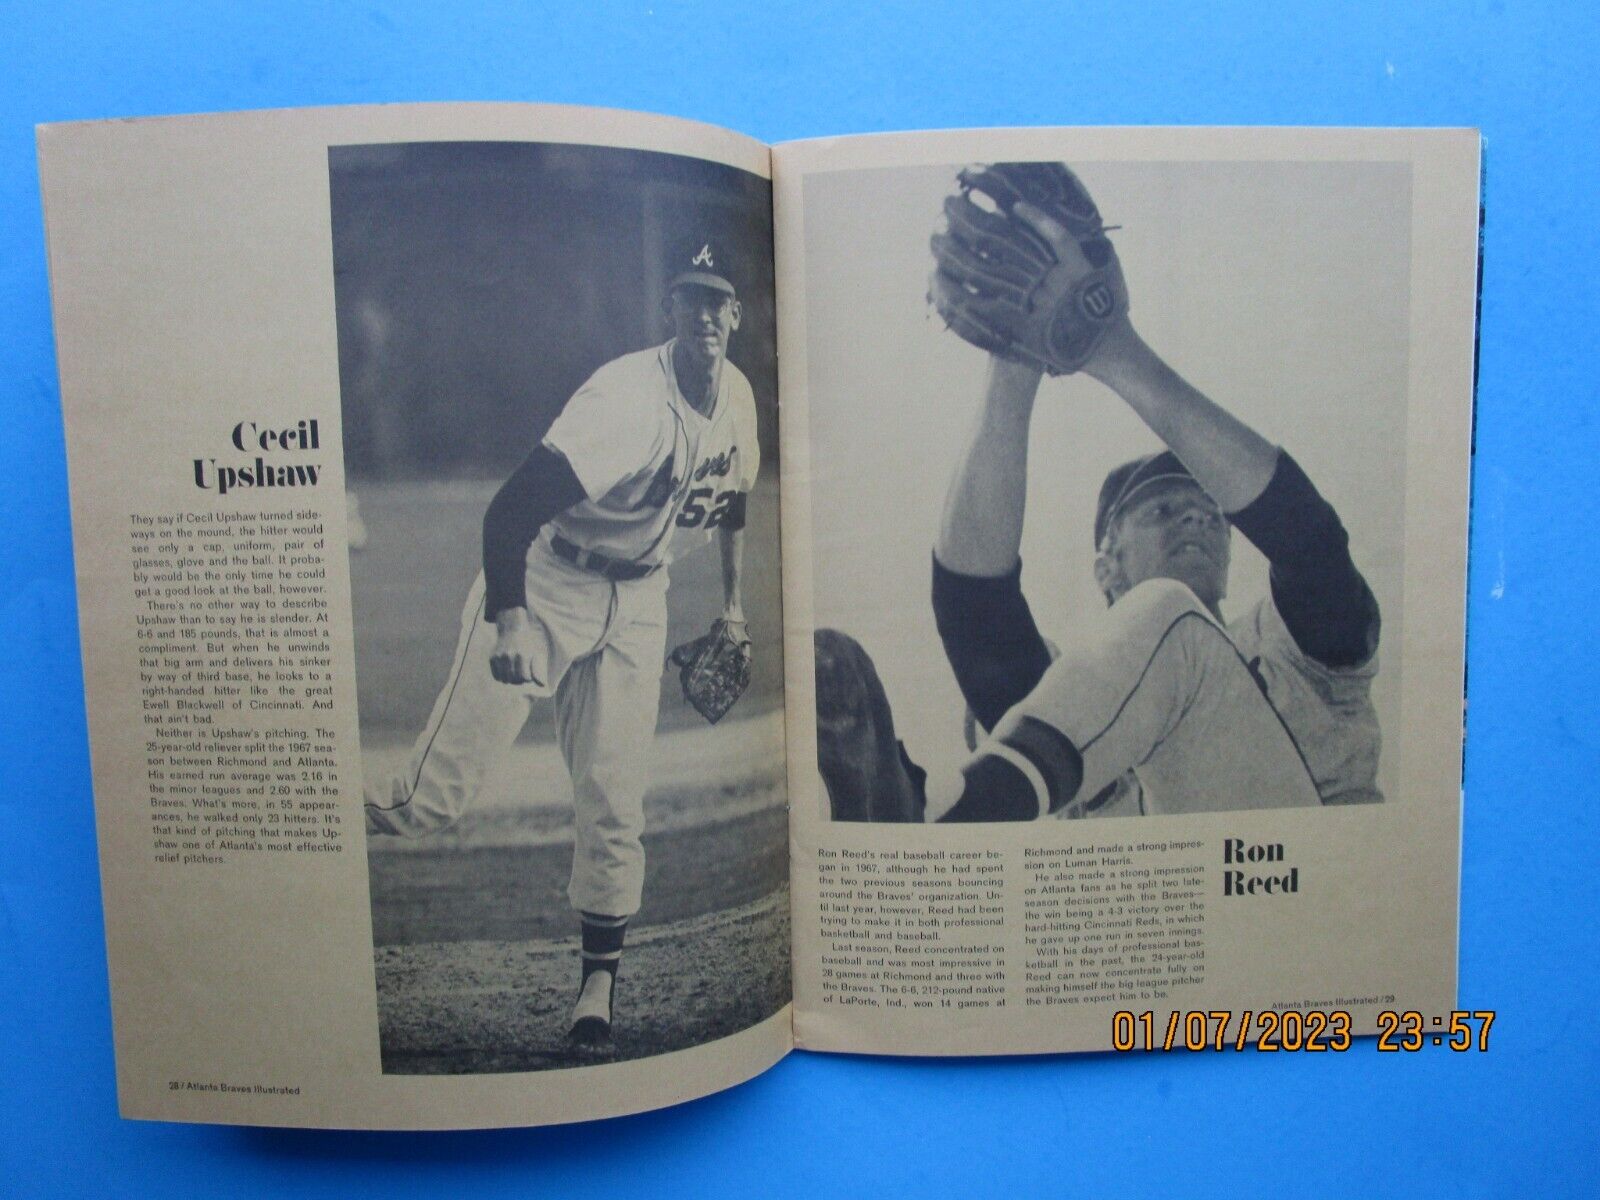 Cecil
Upshaw
They say if Cecil Upshaw turned side-
ways on the mound, the hitter would
see only a cap, uniform, pair of
glasses, glove and the ball. It proba-
bly would be the only time he could
get a good look at the ball, however.
There's no other way to describe
Upshaw than to say he is slender. At
6-6 and 185 pounds, that is almost a
compliment. But when he unwinds
that big arm and delivers his sinker
by way of third base, he looks to a
right-handed hitter like the great
Ewell Blackwell of Cincinnati. And
that ain't bad.
Neither is Upshaw's pitching. The
25-year-old reliever split the 1967 sea-
son between Richmond and Atlanta.
His earned run average was 2.16 in
the minor leagues and 2.60 with the
Braves. What's more, in 55 appear-
ances, he walked only 23 hitters. It's
that kind of pitching that makes Up-
shaw one of Atlanta's most effective
relief pitchers.
28 / Atlanta Braves Illustrated
A
ves
52
Ron Reed's real baseball career be-
gan in 1967, although he had spent
the two previous seasons bouncing
around the Braves' organization. Un-
til last year, however, Reed had been
trying to make it in both professional
basketball and baseball.
Last season, Reed concentrated on
baseball and was most impressive in
28 games at Richmond and three with
the Braves. The 6-6, 212-pound native
of LaPorte, Ind., won 14 games at
Richmond and made a strong impres-
sion on Luman Harris.
He also made a strong impression
on Atlanta fans as he split two late-
season decisions with the Braves—
the win being a 4-3 victory over the
hard-hitting Cincinnati Reds, in which
he gave up one run in seven innings.
With his days of professional bas-
ketball in the past, the 24-year-old
Reed can now concentrate fully on
making himself the big league pitcher
the Braves expect him to be.
Ron
Reed
Atlanta Braves Illustrated / 29
01/07/2023 23:57